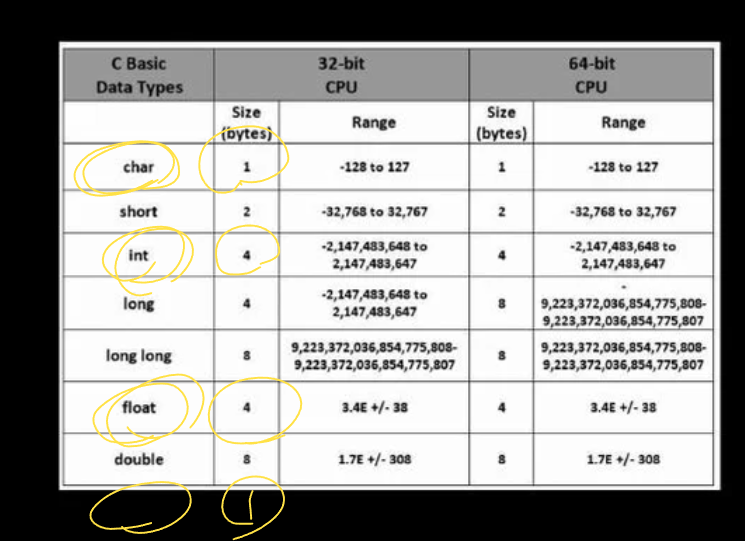 C Basic Data Types 32-bit CPU 64-bit CPU
Size (bytes) Range Size (bytes) Range
char 1 -128 to 127 1 -128 to 127
short 2 -32,768 to 32,767 2 -32,768 to 32,767
int 4 -2,147,483,648 to 2,147,483,647 4 -2,147,483,648 to 2,147,483,647
long 4 -2,147,483,648 to 2,147,483,647 8 - 9,223,372,036,854,775,808- 9,223,372,036,854,775,807
long long 8 9,223,372,036,854,775,808- 9,223,372,036,854,775,807 8 9,223,372,036,854,775,808- 9,223,372,036,854,775,807
float 4 3.4E +/- 38 4 3.4E +/- 38
double 8 1.7E +/- 308 8 1.7E +/- 308
1